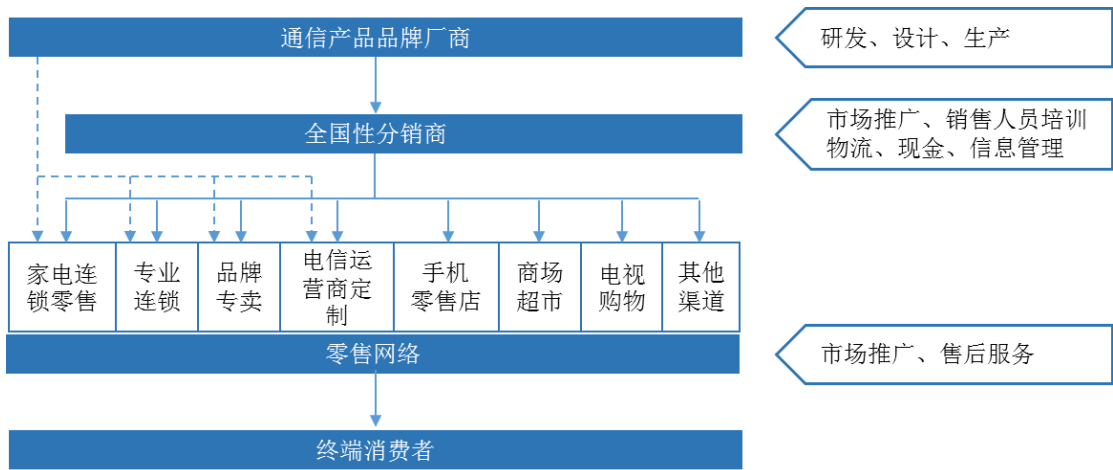 通信产品品牌厂商
研发、设计、生产
全国性分销商
市场推广、销售人员培训
物流、现金、信息管理
家电连
锁零售
专业
连锁
品牌
专卖
电信运
营商定
制
手机
零售店
商场
超市
电视
购物
其他
渠道
零售网络
市场推广、售后服务
终端消费者